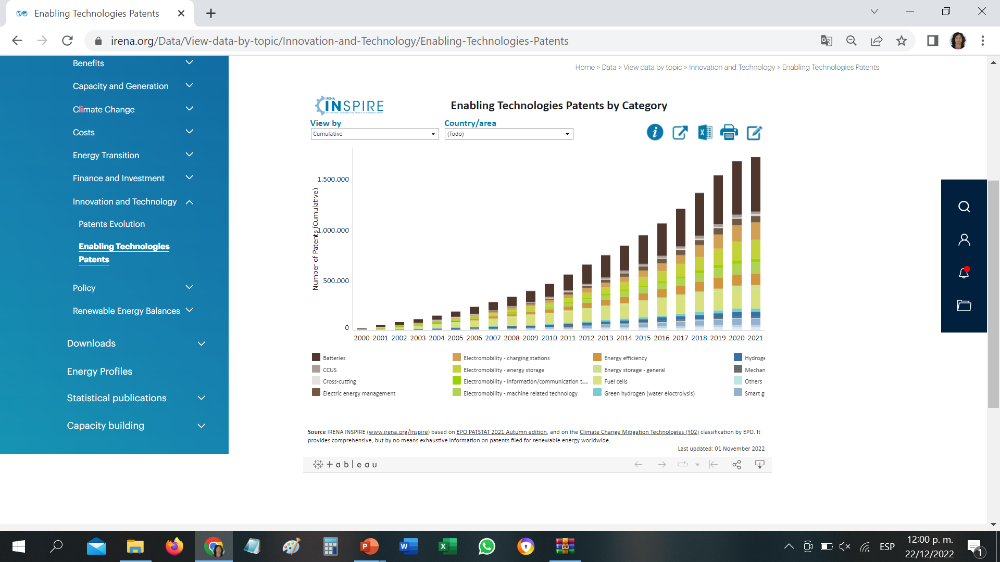 Enabling Technologies Patents
irena.org/Data/View-data-by-topic/Innovation-and-Technology/Enabling-Technologies-Patents
Benefits
Capacity and Generation
Climate Change
Costs
Energy Transition
Finance and Investment
Innovation and Technology
Patents Evolution
Enabling Technologies
Patents
Policy
Renewable Energy Balances
Downloads
Energy Profiles
Statistical publications
Capacity building
Home > Data > View data by topic > Innovation and Technology > Enabling Technologies Patents
IRENA
INSPIRE
Enabling Technologies Patents by Category
View by
Cumulative
Country/area
(Todo)
Number of Patents (Cumulative)
1.500.000
1.000.000
500.000
0
2000 2001 2002 2003 2004 2005 2006 2007 2008 2009 2010 2011 2012 2013 2014 2015 2016 2017 2018 2019 2020 2021
Batteries
CCUS
Cross-cutting
Electric energy management
Electromobility - charging stations
Electromobility - energy storage
Electromobility - information/communication t...
Electromobility - machine related technology
Energy efficiency
Energy storage - general
Fuel cells
Green hydrogen (water eloctrolysis)
Hydroge
Mechan
Others
Smart g
Source IRENA INSPIRE (www.irena.org/Inspire) based on EPO PATSTAT 2021 Autumn edition, and on the Climate Change Mitigation Technologies (Y02) classification by EPO. It
provides comprehensive, but by no means exhaustive information on patents filed for renewable energy worldwide.
Last updated: 01 November 2022
+ableau
ESP
12:00 p. m.
22/12/2022
1